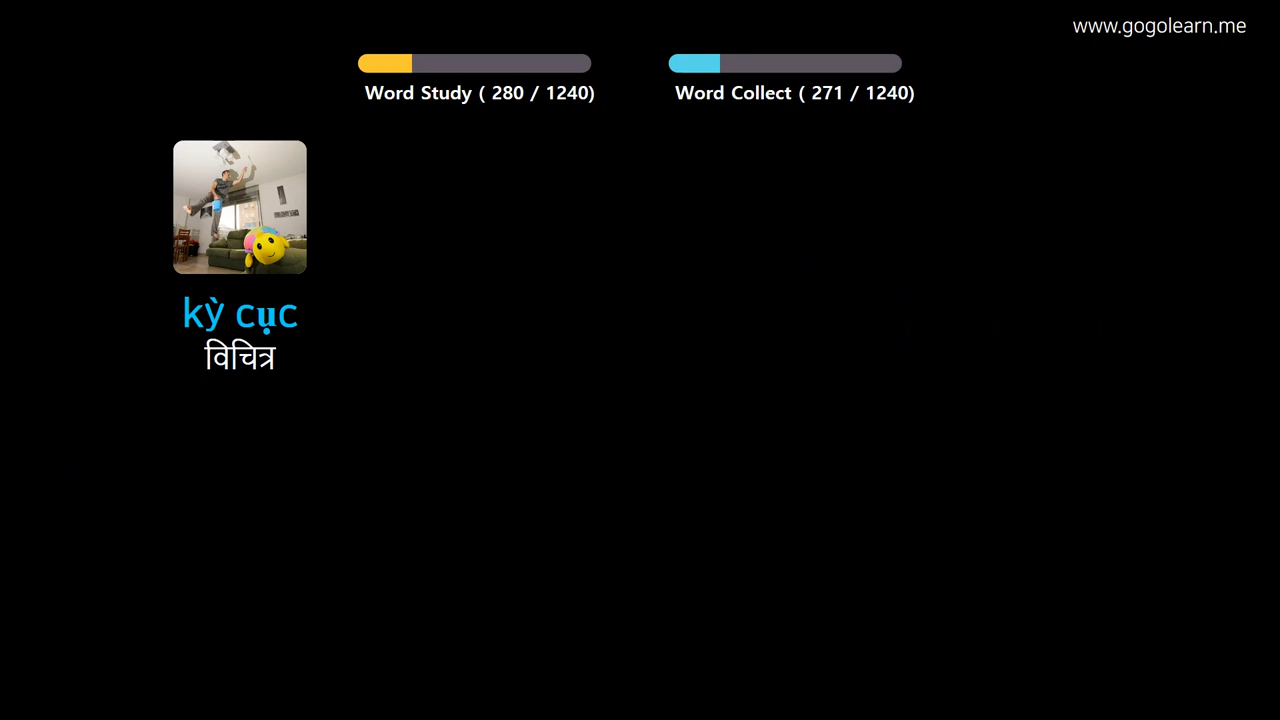 www.gogolearn.me
Word Study ( 280 / 1240)
Word Collect ( 271 / 1240)
kỳ cục
विचित्र